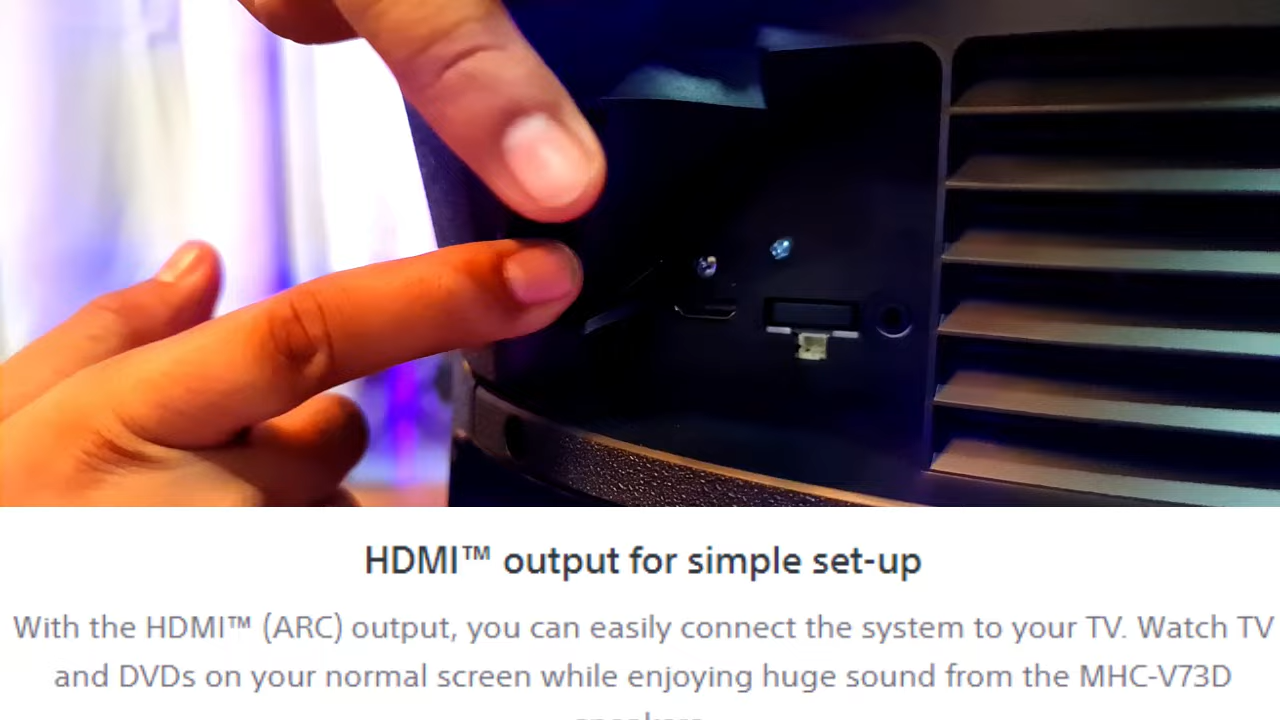 HDMI™ output for simple set-up
With the HDMI™ (ARC) output, you can easily connect the system to your TV. Watch TV
and DVDs on your normal screen while enjoying huge sound from the MHC-V73D